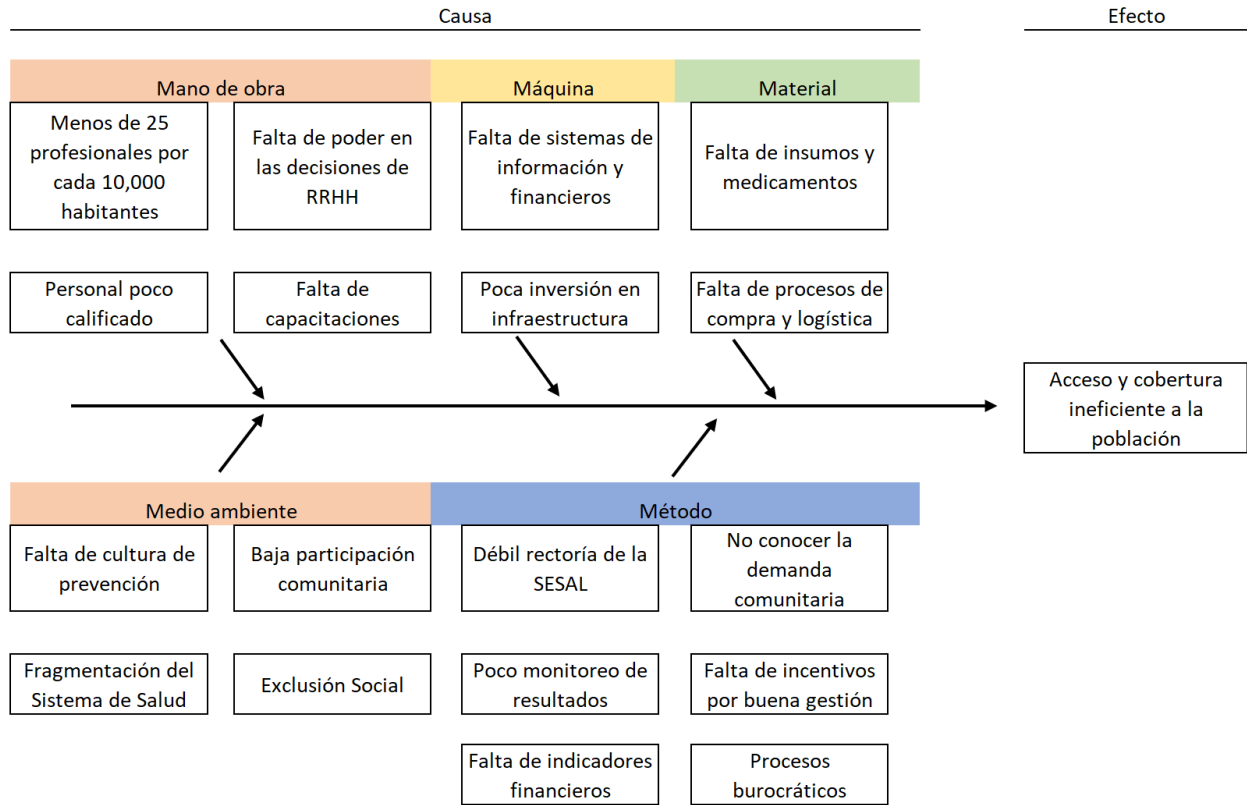 Causa
Efecto
Mano de obra
Máquina
Material
Menos de 25
profesionales por
cada 10,000
habitantes
Falta de poder en
las decisiones de
RRHH
Falta de sistemas de
información y
financieros
Falta de insumos y
medicamentos
Personal poco
calificado
Falta de
capacitaciones
Poca inversión en
infraestructura
Falta de procesos de
compra y logística
Acceso y cobertura
ineficiente a la
población
Medio ambiente
Método
Falta de cultura de
prevención
Baja participación
comunitaria
Débil rectoría de la
SESAL
No conocer la
demanda
comunitaria
Fragmentación del
Sistema de Salud
Exclusión Social
Poco monitoreo de
resultados
Falta de incentivos
por buena gestión
Falta de indicadores
financieros
Procesos
burocráticos